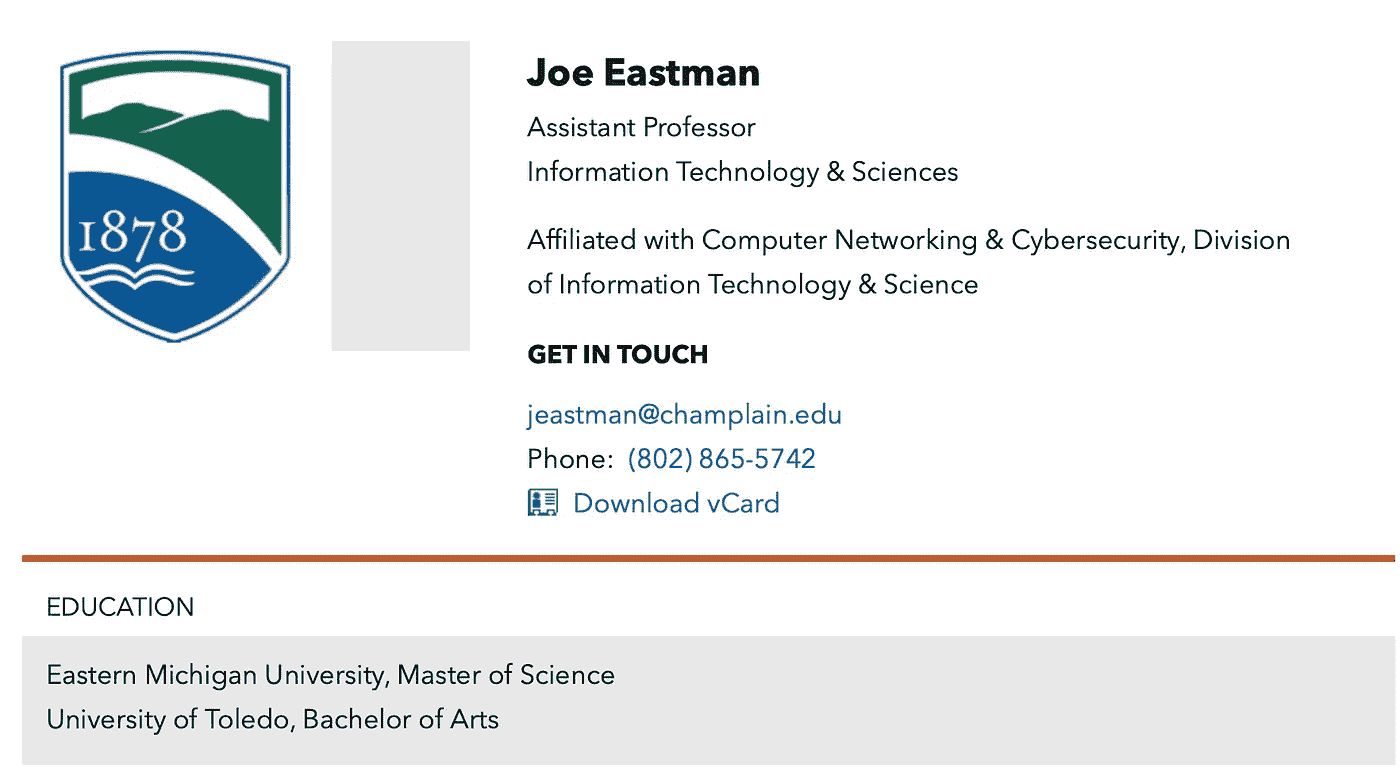 1878
Joe Eastman
Assistant Professor
Information Technology & Sciences
Affiliated with Computer Networking & Cybersecurity, Division
of Information Technology & Science
GET IN TOUCH
jeastman@champlain.edu
Phone: (802) 865-5742
Download vCard
EDUCATION
Eastern Michigan University, Master of Science
University of Toledo, Bachelor of Arts